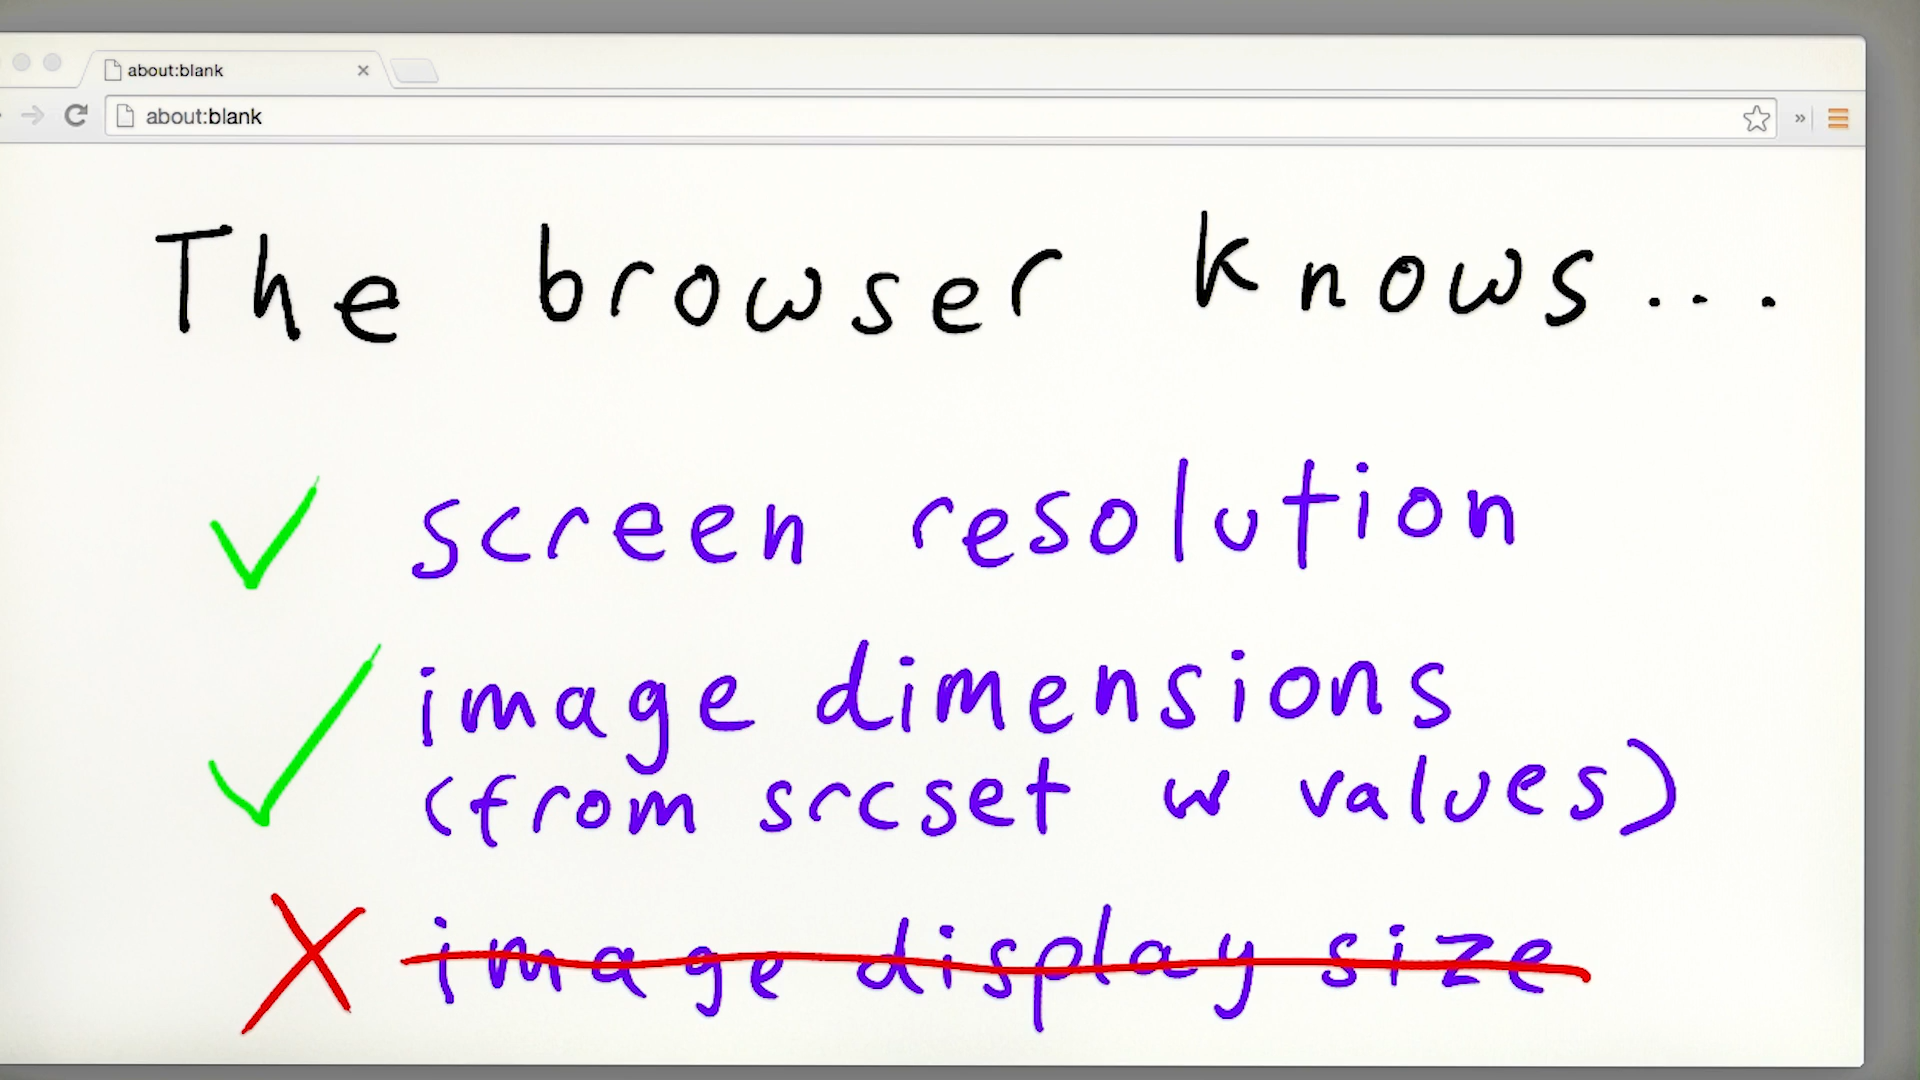 about:blank
about:blank
The browser knows...
screen resolution
image dimensions
(from srcset w values)
image display size